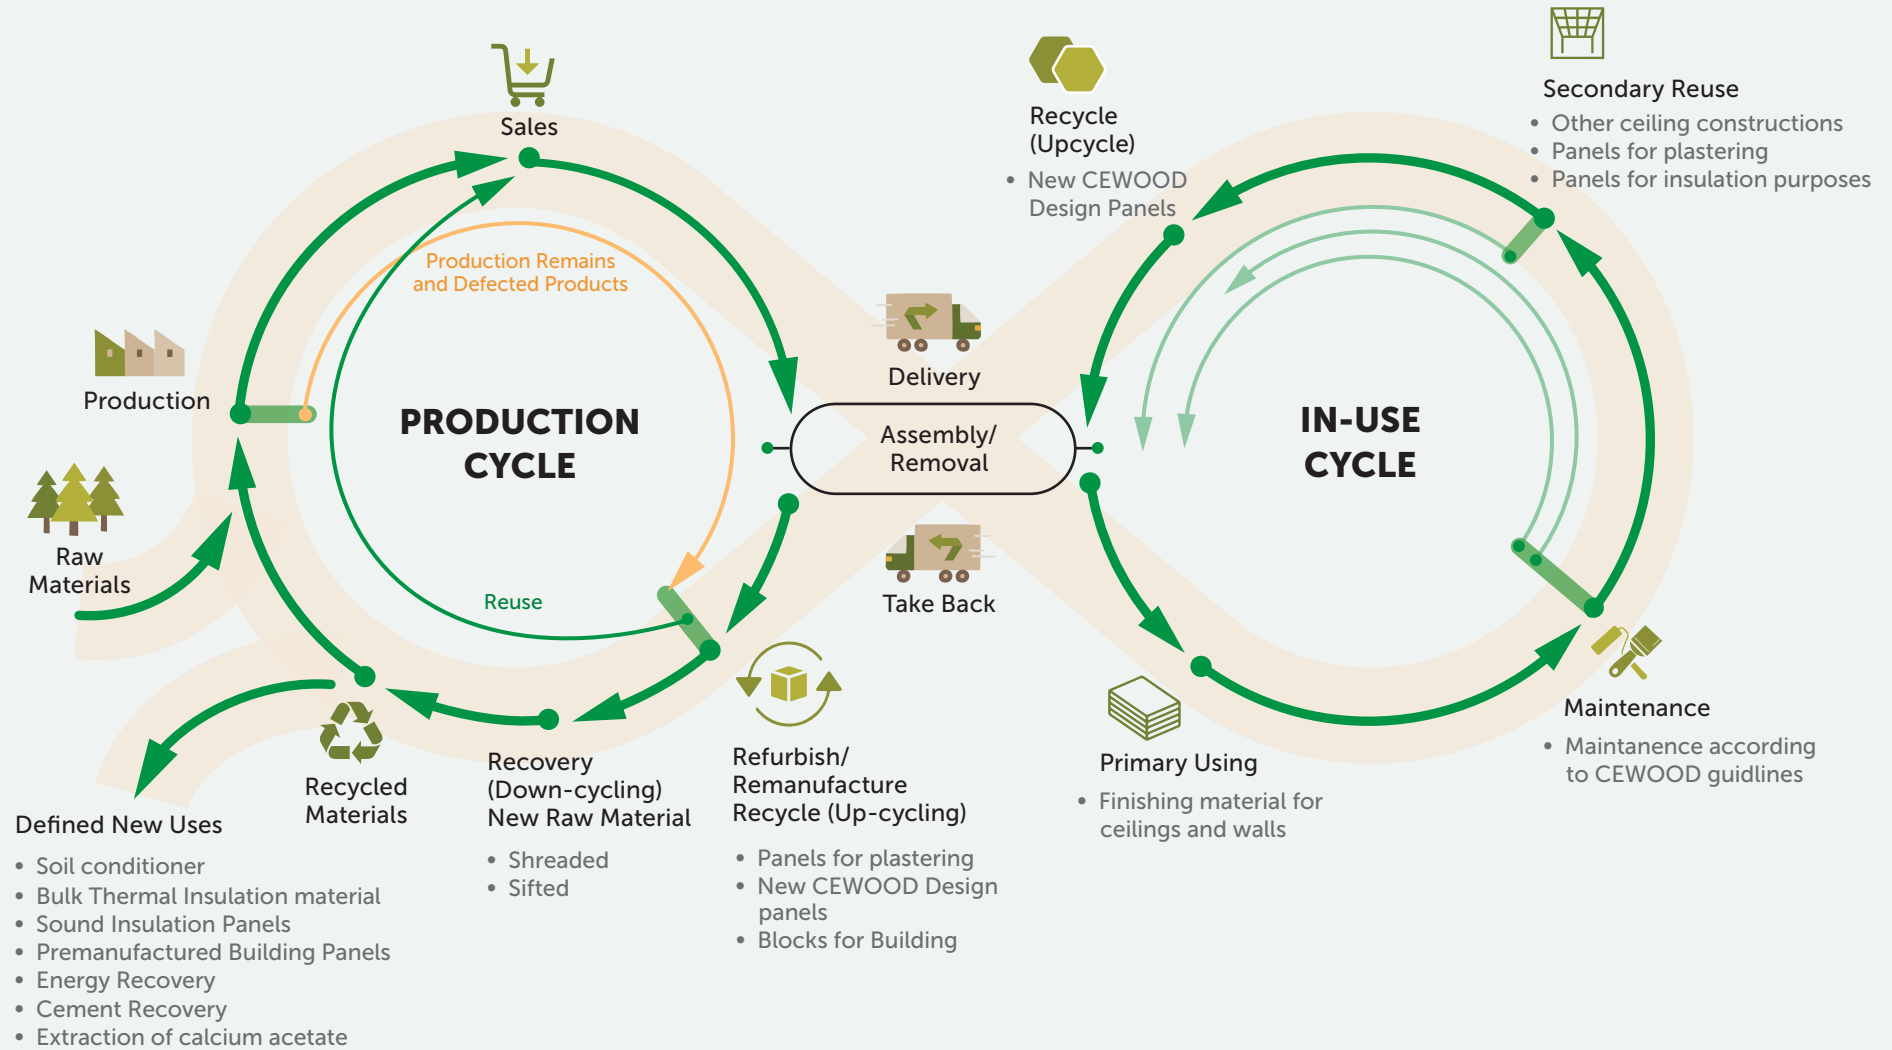 Sales
Recycle
(Upcycle)
• New CEWOOD
Design Panels
Secondary Reuse
• Other ceiling constructions
• Panels for plastering
• Panels for insulation purposes
Production Remains
and Defected Products
Production
Delivery
PRODUCTION
CYCLE
Assembly/
Removal
IN-USE
CYCLE
Raw
Materials
Reuse
Take Back
Maintenance
• Maintanence according
to CEWOOD guidlines
Primary Using
• Finishing material for
ceilings and walls
Refurbish/
Remanufacture
Recycle (Up-cycling)
• Panels for plastering
• New CEWOOD Design
panels
• Blocks for Building
Recovery
(Down-cycling)
New Raw Material
• Shreaded
• Sifted
Recycled
Materials
Defined New Uses
• Soil conditioner
• Bulk Thermal Insulation material
• Sound Insulation Panels
• Premanufactured Building Panels
• Energy Recovery
• Cement Recovery
• Extraction of calcium acetate